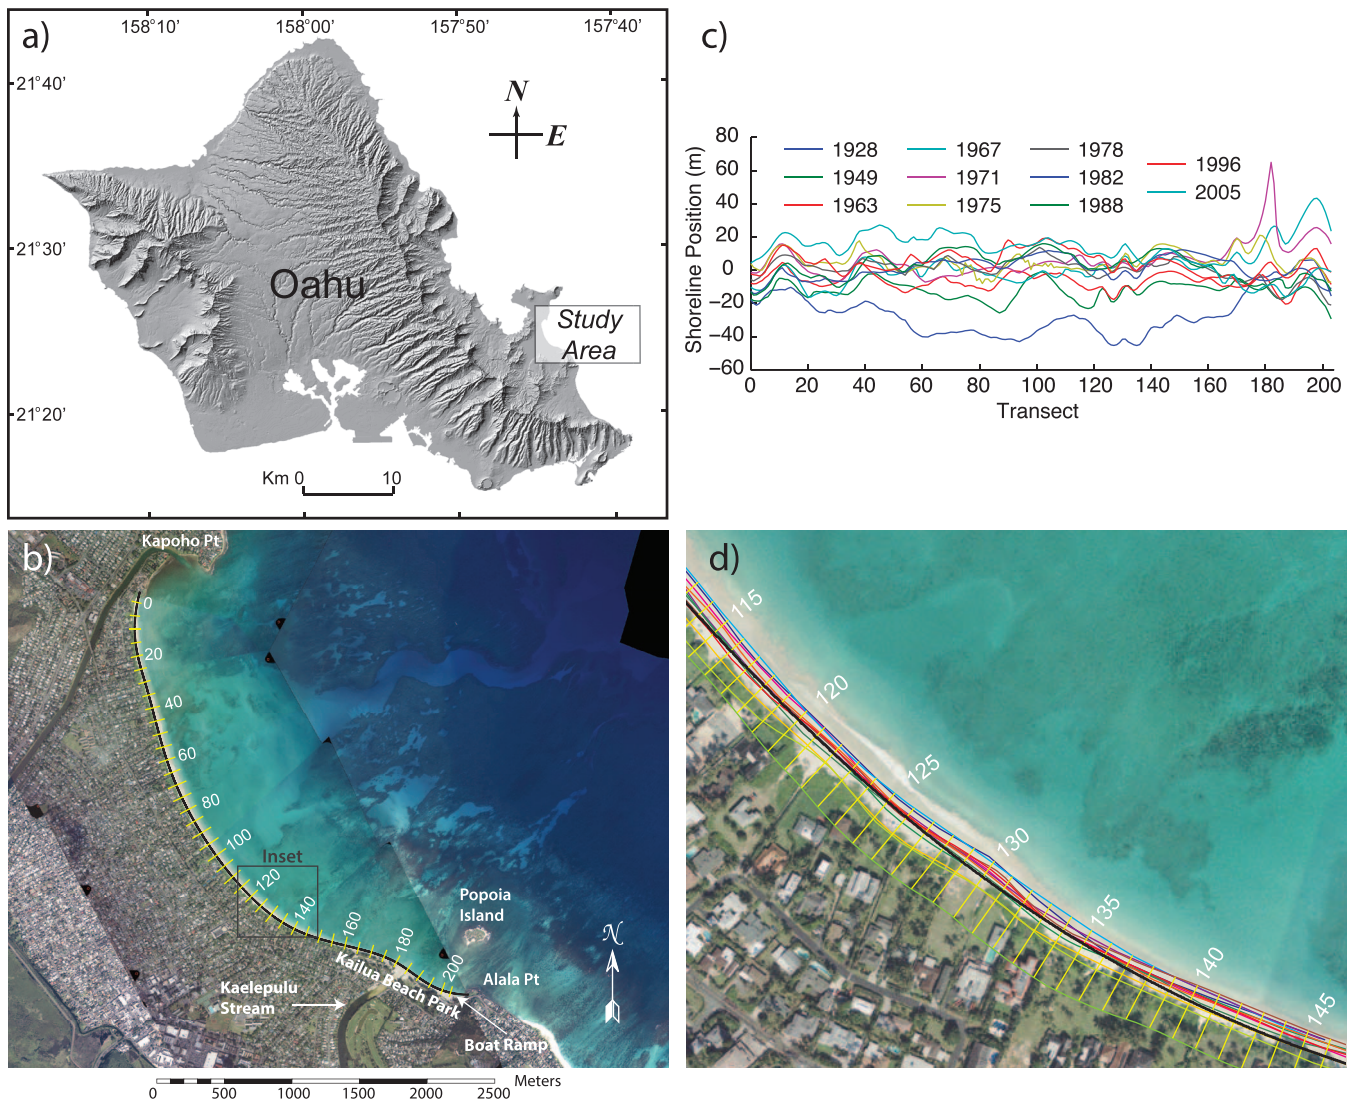 a)
158°10'
158°00'
157°50'
157°40'
21°40'
21°30'
21°20'
N
E
Oahu
Study
Area
Km 0
10
c)
Shoreline Position (m)
80
60
40
20
0
−20
−40
−60
1928
1949
1963
1967
1971
1975
1978
1982
1988
1996
2005
0
20
40
60
80
100
120
140
160
180
200
Transect
b)
Kapoho Pt
0
20
40
60
80
100
Inset
120
140
160
180
200
Popoia
Island
Alala Pt
Kailua Beach Park
Kaelepulu
Stream
Boat Ramp
N
0
500
1000
1500
2000
2500
Meters
d)
115
120
125
130
135
140
145